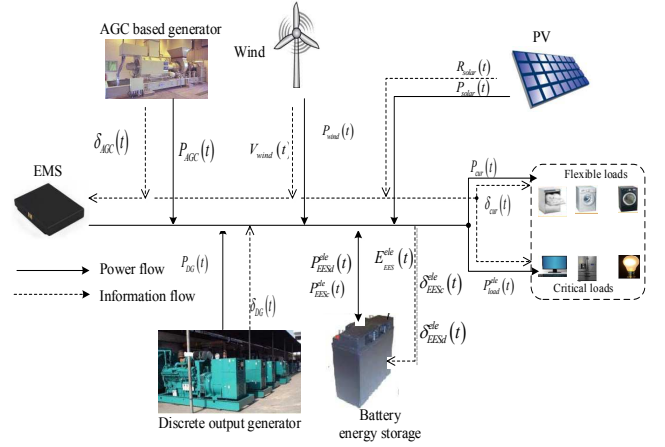 AGC based generator
Wind
PV
R_solar(t)
P_solar(t)
δ_AGC(t)
P_AGC(t)
V_wind(t)
P_wind(t)
EMS
P_cur(t)
Flexible loads
δ_cur(t)
Power flow
Information flow
P_DG(t)
δ_DG(t)
P_EESd^ele(t)
P_EESc^ele(t)
E_EES^ele(t)
δ_EESc^ele(t)
δ_EESd^ele(t)
P_load^ele(t)
Critical loads
Discrete output generator
Battery
energy storage